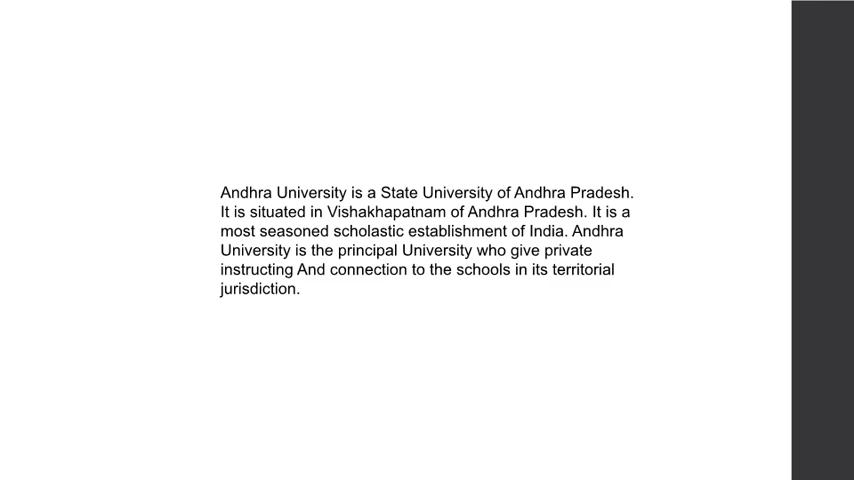 Andhra University is a State University of Andhra Pradesh.
It is situated in Vishakhapatnam of Andhra Pradesh. It is a
most seasoned scholastic establishment of India. Andhra
University is the principal University who give private
instructing And connection to the schools in its territorial
jurisdiction.